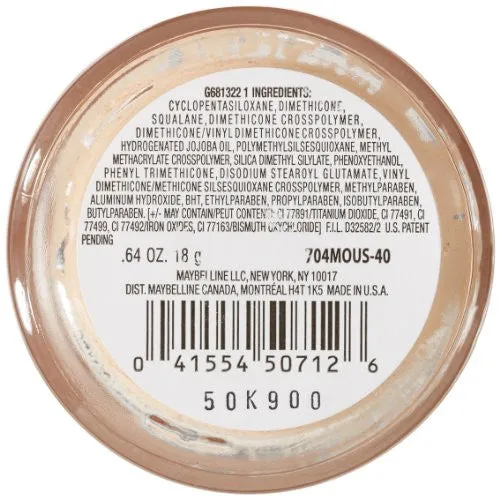 G681322 1 INGREDIENTS:
CYCLOPENTASILOXANE, DIMETHICONE,
SQUALANE, DIMETHICONE CROSSPOLYMER,
DIMETHICONE/VINYL DIMETHICONE CROSSPOLYMER,
HYDROGENATED JOJOBA OIL, POLYMETHYLSILSESQUIOXANE, METHYL
METHACRYLATE CROSSPOLYMER, SILICA DIMETHYL SILYLATE, PHENOXYETHANOL,
PHENYL TRIMETHICONE, DISODIUM STEAROYL GLUTAMATE, VINYL
DIMETHICONE/METHICONE SILSESQUIOXANE CROSSPOLYMER, METHYLPARABEN,
ALUMINUM HYDROXIDE, BHT, ETHYLPARABEN, PROPYLPARABEN, ISOBUTYLPARABEN,
BUTYLPARABEN. [+/- MAY CONTAIN/PEUT CONTENIR: CI 77891/TITANIUM DIOXIDE, CI 77491, CI
77499, CI 77492/IRON OXIDES, CI 77163/BISMUTH OXYCHLORIDE] F.I.L. D32582/2 U.S. PATENT
PENDING
.64 OZ. 18 g 704MOUS-40
MAYBELLINE LLC, NEW YORK, NY 10017
DIST. MAYBELLINE CANADA, MONTRÉAL H4T 1K5 MADE IN U.S.A.
0 41554 50712 6
50K900